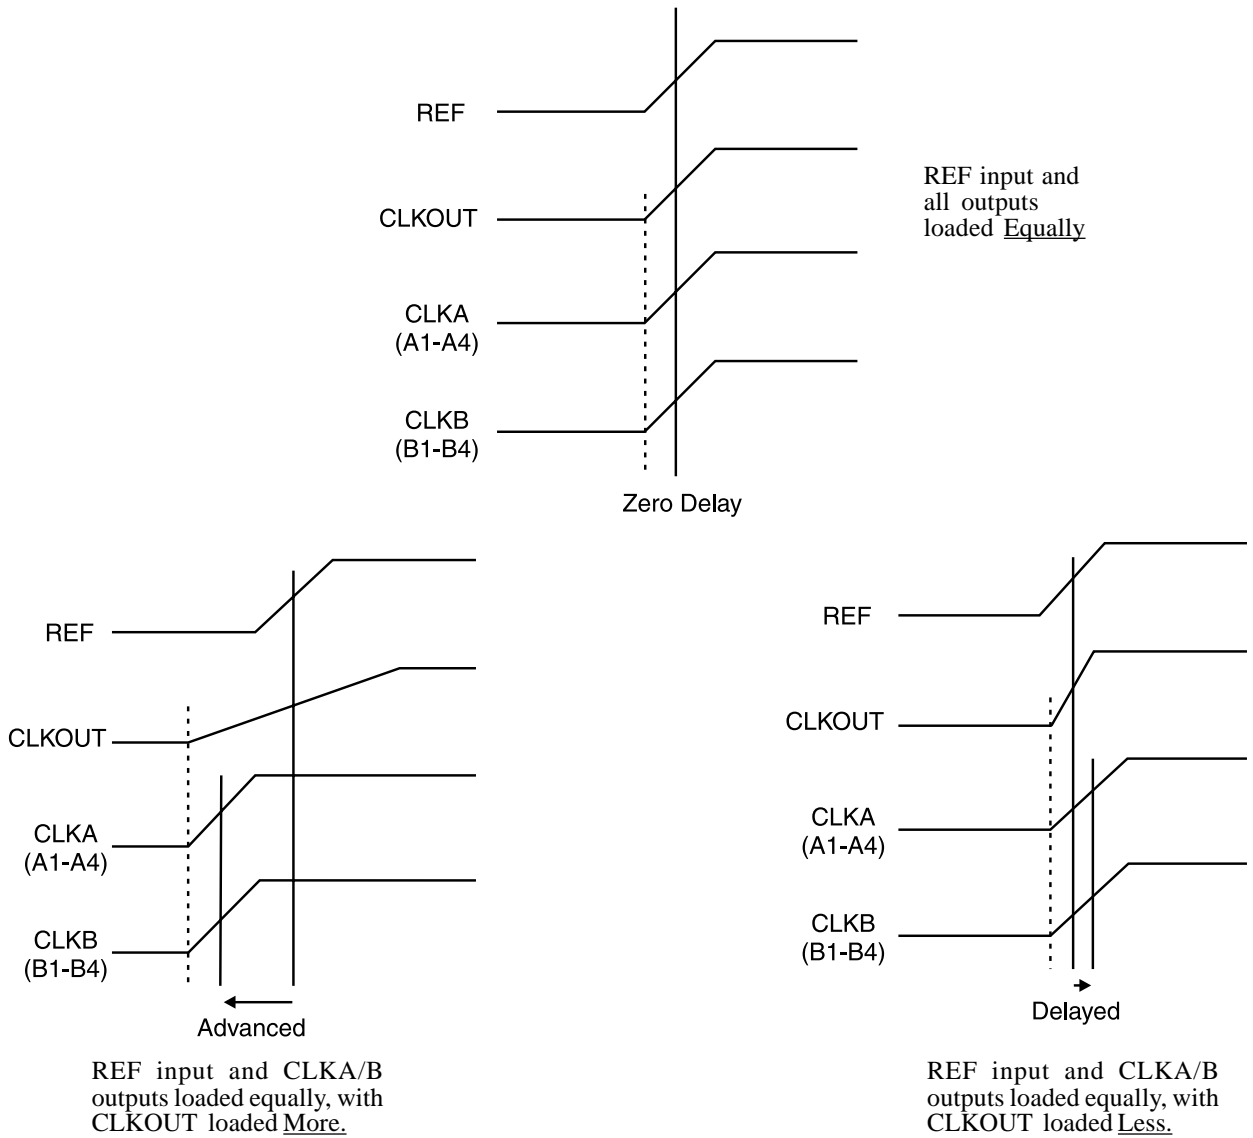 REF
CLKOUT
REF input and
all outputs
loaded Equally
CLKA
(A1-A4)
CLKB
(B1-B4)
Zero Delay
REF
CLKOUT
CLKA
(A1-A4)
CLKB
(B1-B4)
Advanced
REF input and CLKA/B
outputs loaded equally, with
CLKOUT loaded More.
REF
CLKOUT
CLKA
(A1-A4)
CLKB
(B1-B4)
Delayed
REF input and CLKA/B
outputs loaded equally, with
CLKOUT loaded Less.